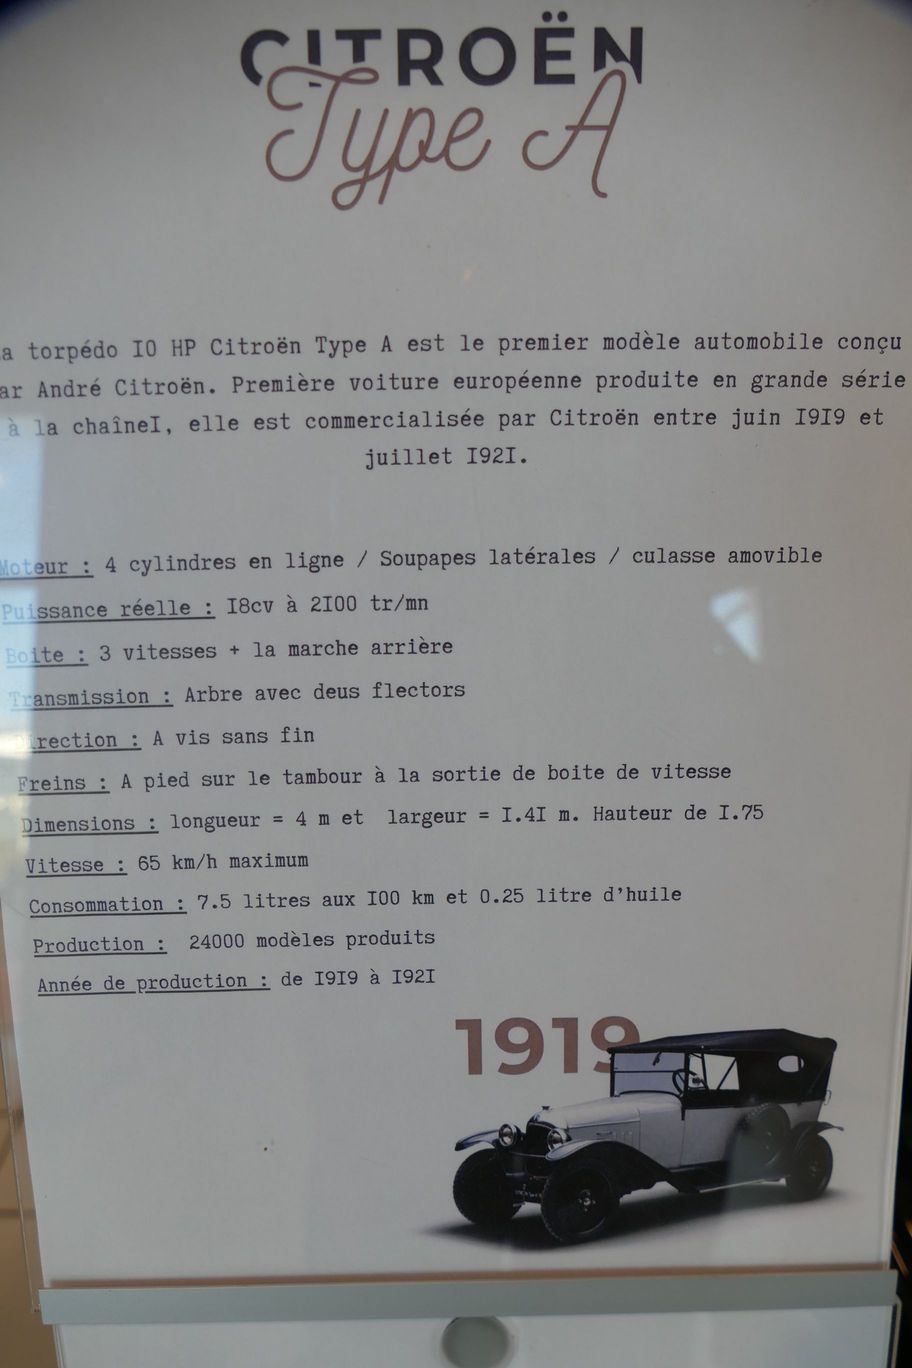 CITROËN
Type A
a torpédo I0 HP Citroën Type A est le premier modèle automobile conçu
ar André Citroën. Première voiture européenne produite en grande série
à la chaîneI, elle est commercialisée par Citroën entre juin I9I9 et
juillet I92I.
Moteur : 4 cylindres en ligne / Soupapes latérales / culasse amovible
Puissance réelle : I8cv à 2I00 tr/mn
Boite : 3 vitesses + la marche arrière
Transmission : Arbre avec deus flectors
Direction : A vis sans fin
Freins : A pied sur le tambour à la sortie de boite de vitesse
Dimensions : longueur = 4 m et largeur = I.4I m. Hauteur de I.75
Vitesse : 65 km/h maximum
Consommation : 7.5 litres aux I00 km et 0.25 litre d'huile
Production : 24000 modèles produits
Année de production : de I9I9 à I92I
1919